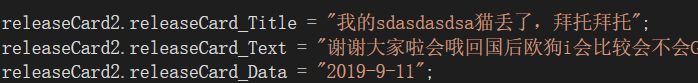 releaseCard2.releaseCard_Title = "我的sdasdasdsa猫丢了，拜托拜托";
releaseCard2.releaseCard_Text = "谢谢大家啦会哦回国后欧狗i会比较会不会G
releaseCard2.releaseCard_Data = "2019-9-11";